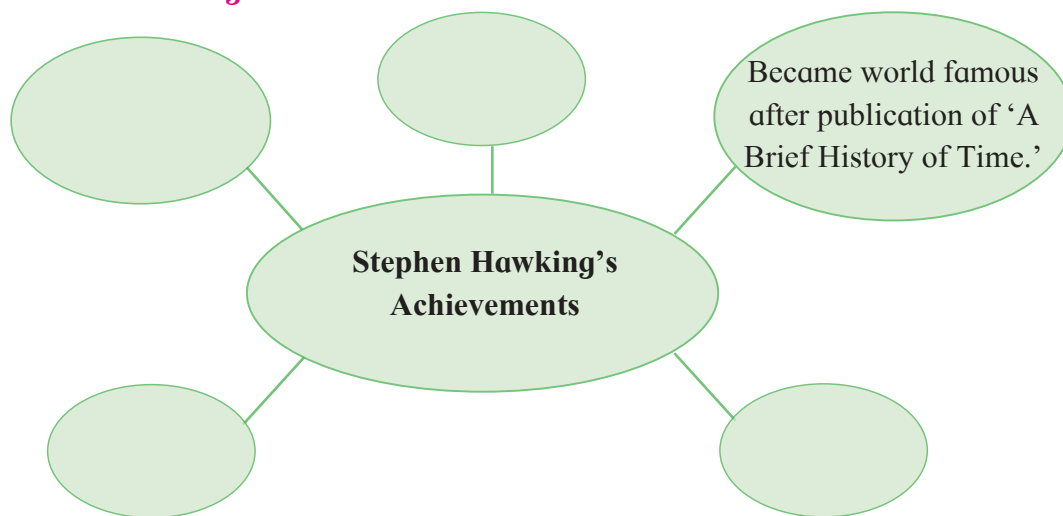 Became world famous
after publication of ‘A
Brief History of Time.’
Stephen Hawking’s
Achievements